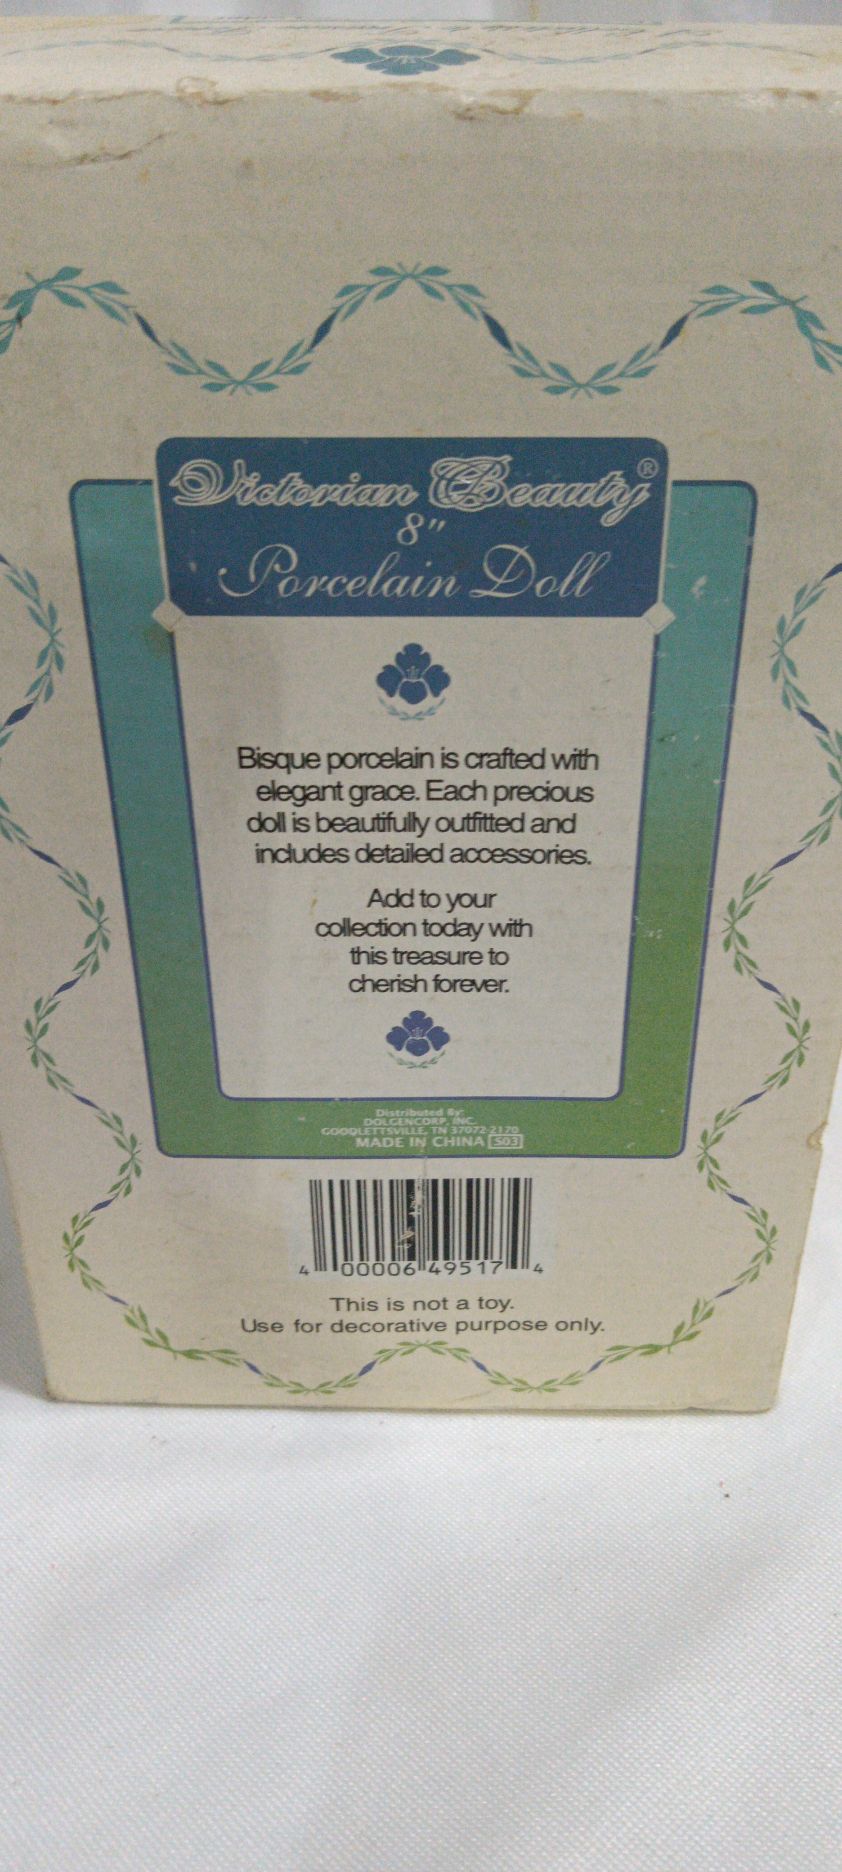 Victorian Beauty®
8"
Porcelain Doll
Bisque porcelain is crafted with
elegant grace. Each precious
doll is beautifully outfitted and
includes detailed accessories.
Add to your
collection today with
this treasure to
cherish forever.
Distributed By:
DOLGENCORP, INC.
GOODLETTSVILLE, TN 37072-2170
MADE IN CHINA S03
4 00006 49517 4
This is not a toy.
Use for decorative purpose only.